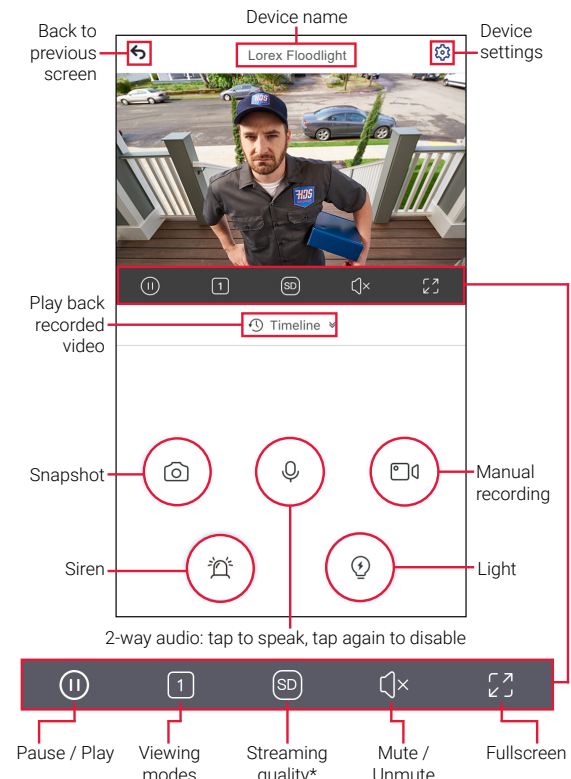 Back to
previous
screen
Device name
Lorex Floodlight
Device
settings
HDS
HDS
1
SD
Play back
recorded
video
Timeline
Snapshot
Manual
recording
Siren
Light
2-way audio: tap to speak, tap again to disable
1
SD
Pause / Play
Viewing
modes
Streaming
quality*
Mute /
Unmute
Fullscreen